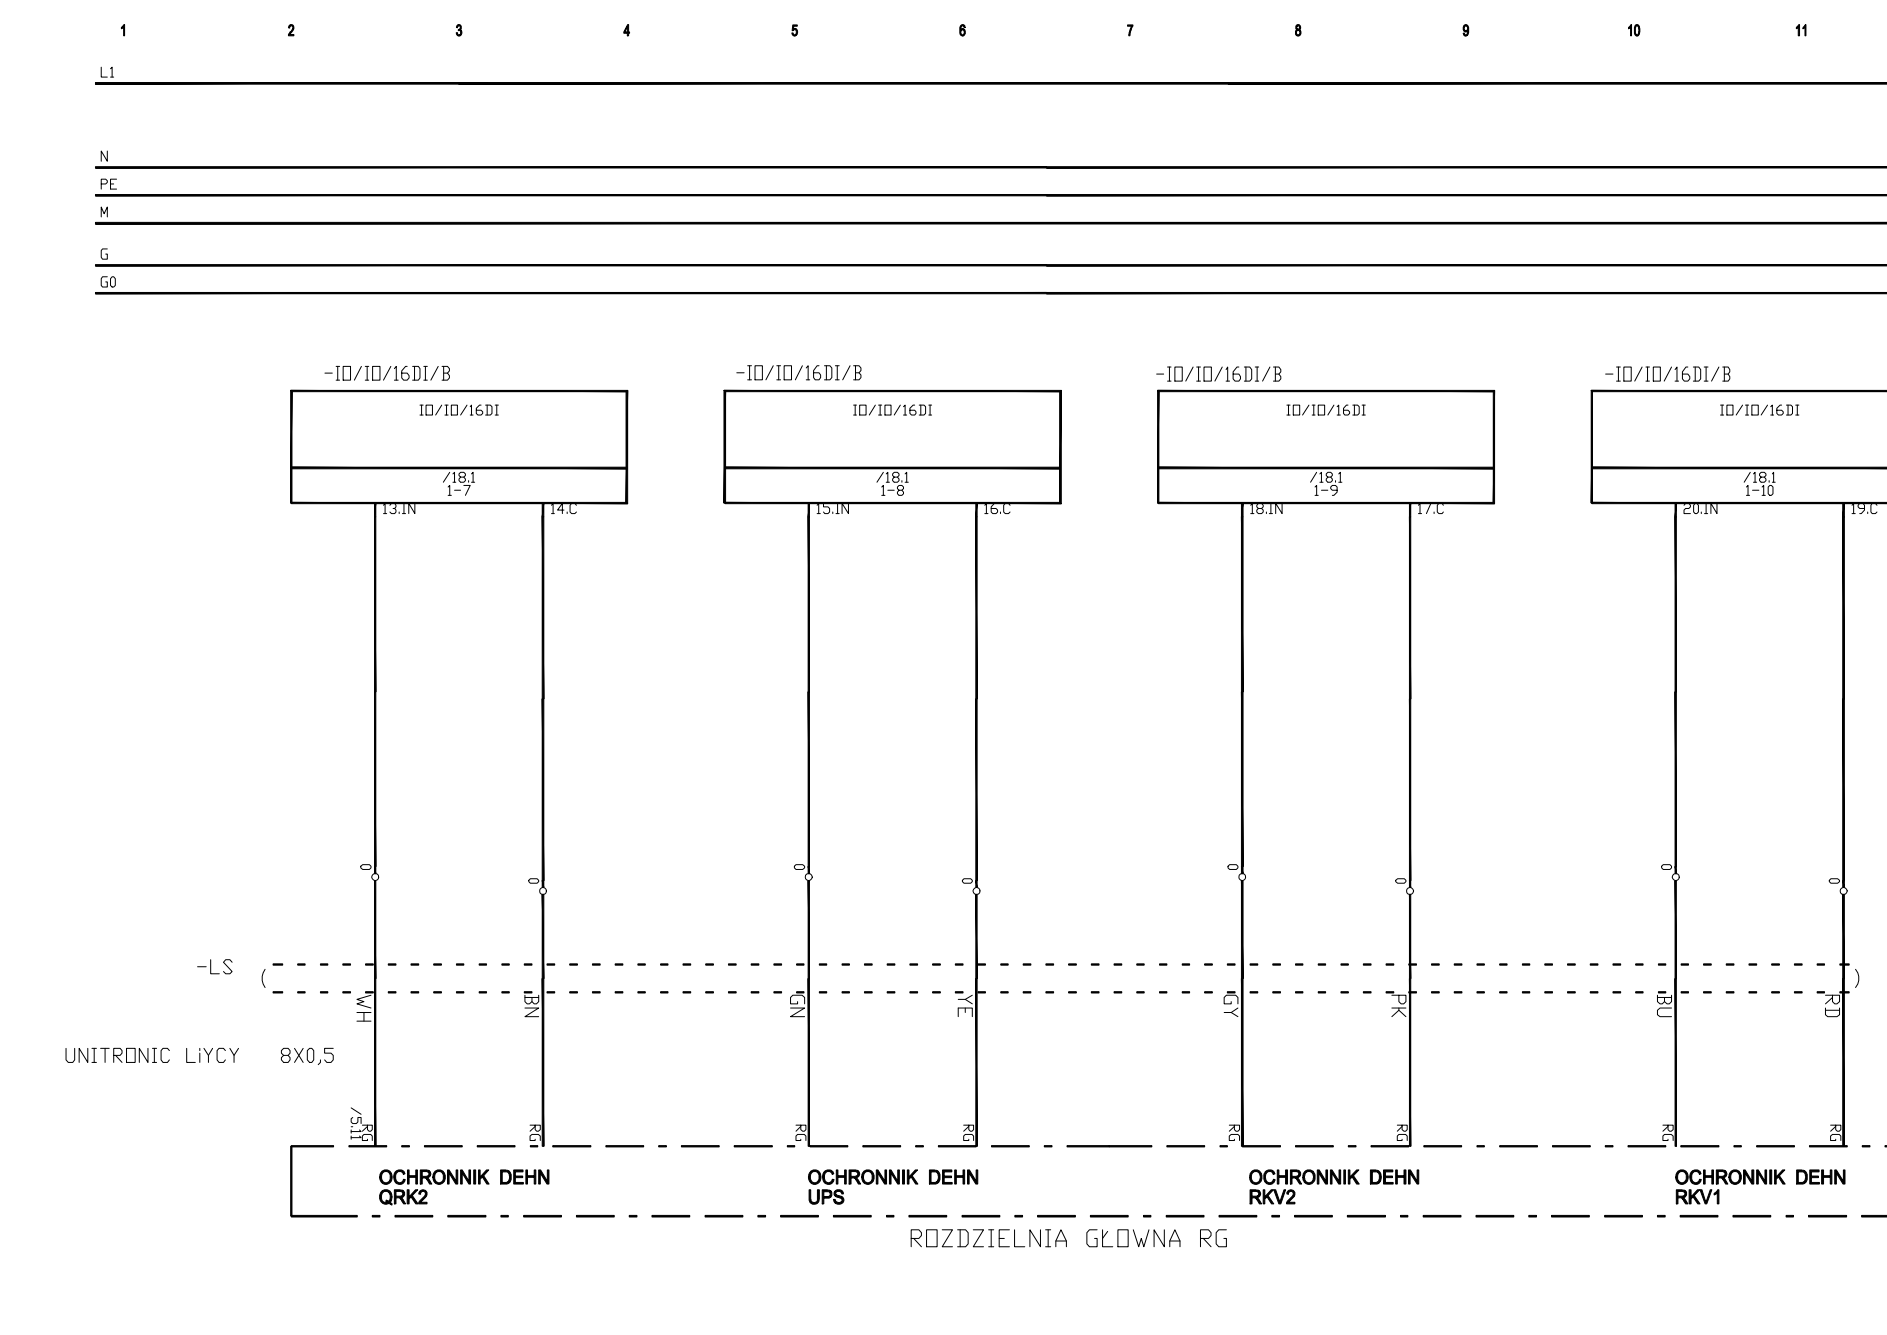 1 2 3 4 5 6 7 8 9 10 11
L1
N
PE
M
G
G0
-IO/IO/16DI/B -IO/IO/16DI/B -IO/IO/16DI/B -IO/IO/16DI/B
IO/IO/16DI IO/IO/16DI IO/IO/16DI IO/IO/16DI
/18.1 /18.1 /18.1 /18.1
1-7 1-8 1-9 1-10
13.IN 14.C 15.IN 16.C 18.IN 17.C 20.IN 19.C
0 0 0 0 0 0 0 0
-LS
WH BN GN YE GY PK BU RD
UNITRONIC LiYCY 8X0,5
/5.11
RG RG RG RG RG RG RG RG
OCHRONNIK DEHN OCHRONNIK DEHN OCHRONNIK DEHN OCHRONNIK DEHN
QRK2 UPS RKV2 RKV1
ROZDZIELNIA GŁOWNA RG